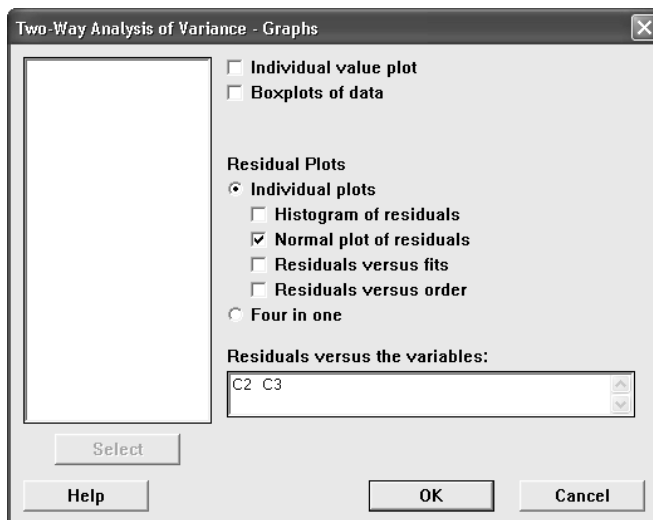 Two-Way Analysis of Variance - Graphs
Individual value plot
Boxplots of data
Residual Plots
Individual plots
Histogram of residuals
Normal plot of residuals
Residuals versus fits
Residuals versus order
Four in one
Residuals versus the variables:
C2 C3
Select
Help
OK
Cancel